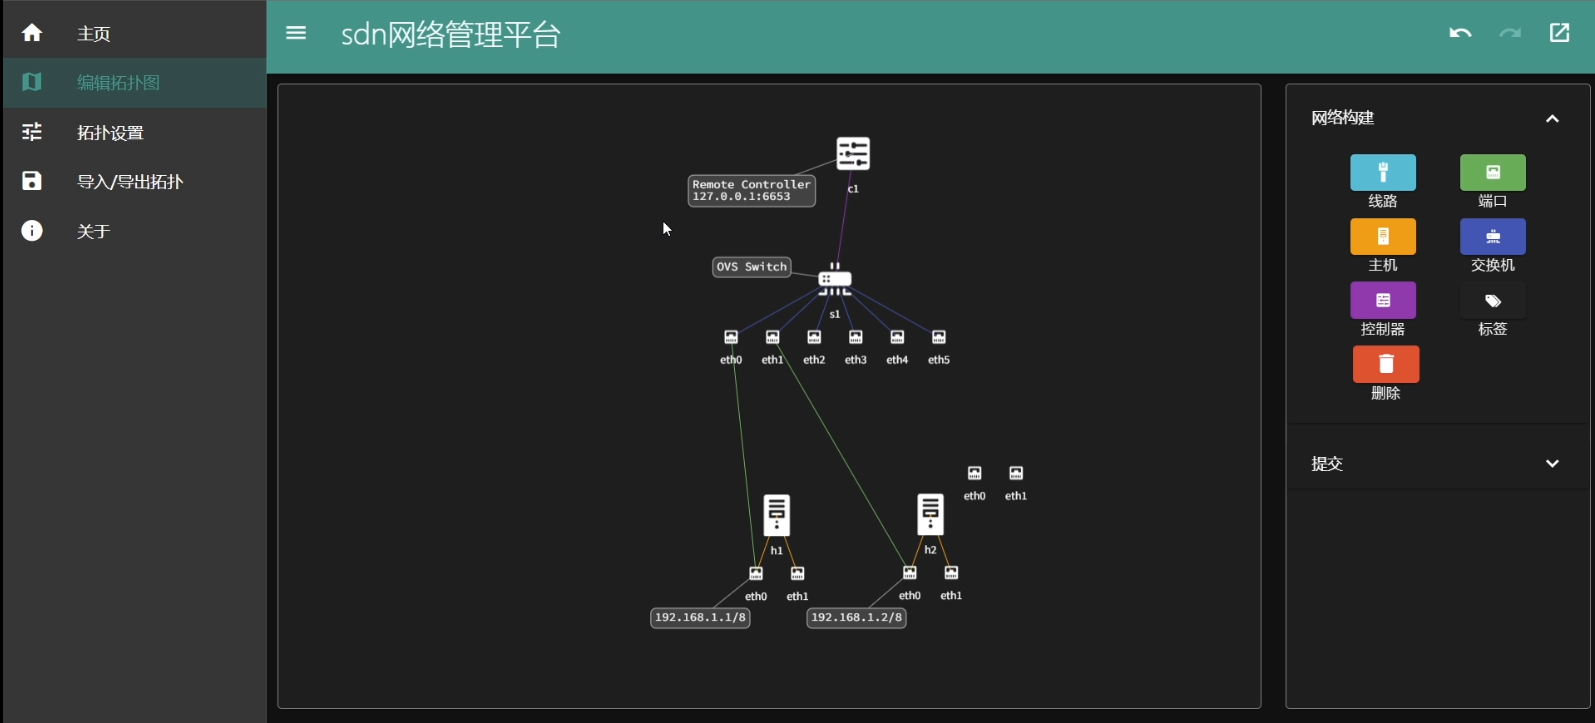 主页
编辑拓扑图
拓扑设置
导入/导出拓扑
关于
sdn网络管理平台
Remote Controller
127.0.0.1:6653
c1
OVS Switch
s1
eth0 eth1 eth2 eth3 eth4 eth5
eth0 eth1
h1
h2
eth0 eth1
eth0 eth1
192.168.1.1/8
192.168.1.2/8
网络构建
线路
端口
主机
交换机
控制器
标签
删除
提交